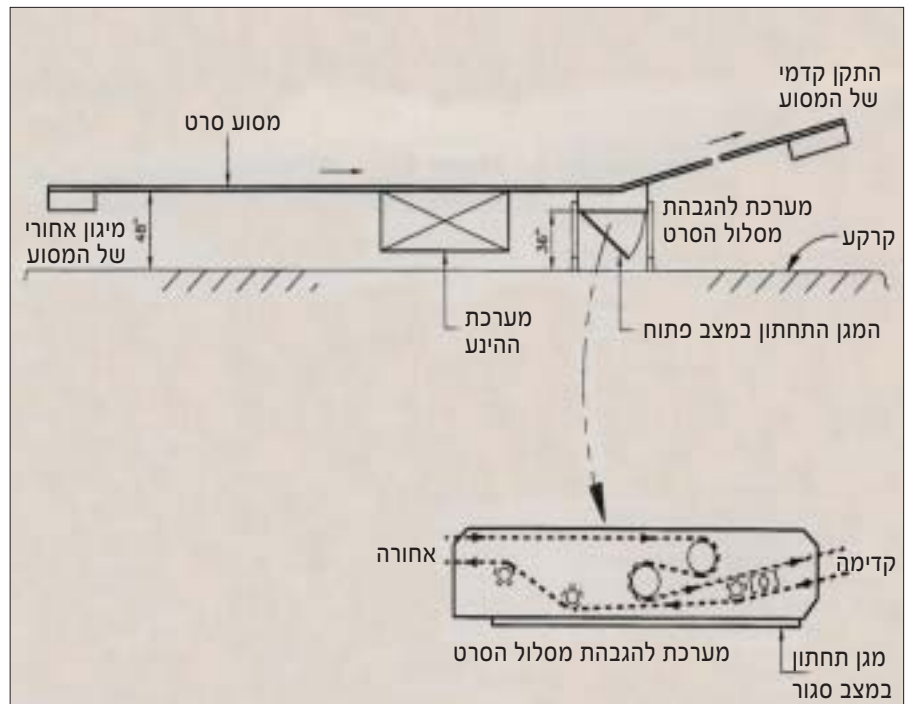 התקן קדמי
של המסוע
מסוע סרט
מיגון אחורי
של המסוע
48"
36"
מערכת להגבהת
מסלול הסרט
קרקע
מערכת
ההינע
המגן התחתון במצב פתוח
אחורה
קדימה
מערכת להגבהת מסלול הסרט
מגן תחתון
במצב סגור